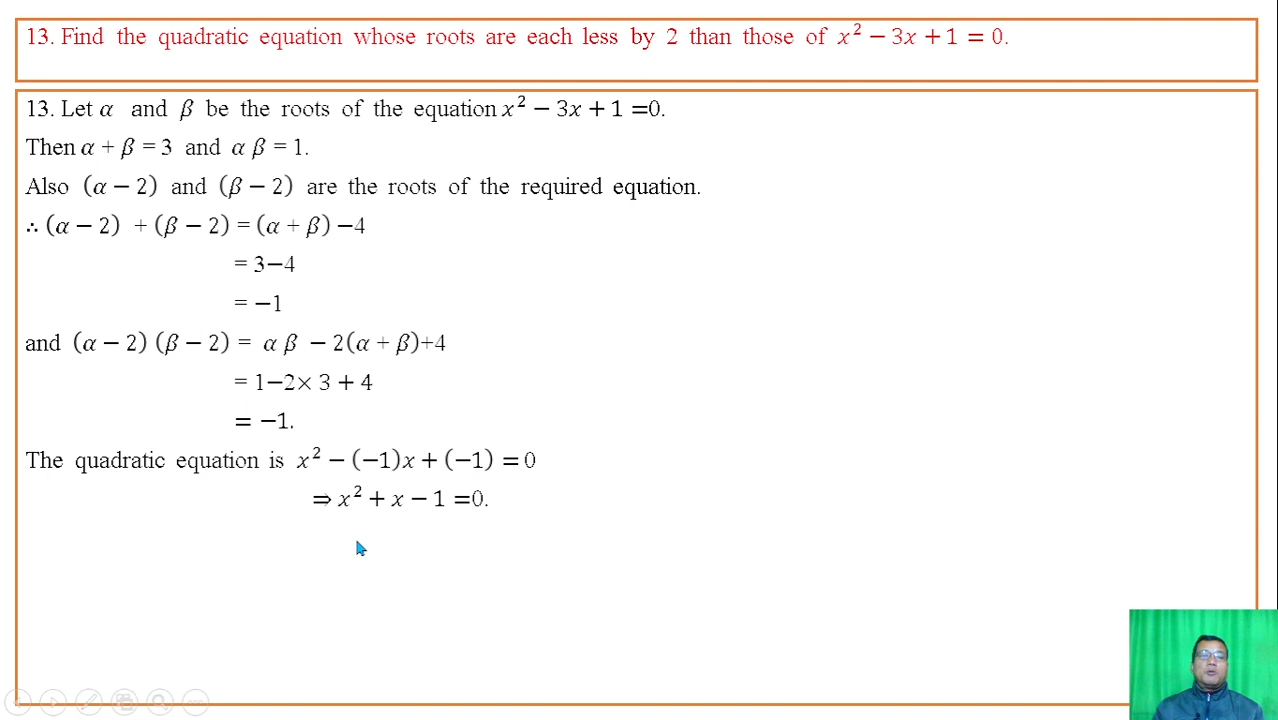 13. Find the quadratic equation whose roots are each less by 2 than those of x² − 3x + 1 = 0.
13. Let α and β be the roots of the equation x² − 3x + 1 =0.
Then α + β = 3 and α β = 1.
Also (α − 2) and (β − 2) are the roots of the required equation.
∴ (α − 2) + (β − 2) = (α + β) −4
= 3−4
= −1
and (α − 2) (β − 2) = α β − 2(α + β)+4
= 1−2× 3 + 4
= −1.
The quadratic equation is x² − (−1)x + (−1) = 0
⇒ x² + x − 1 =0.